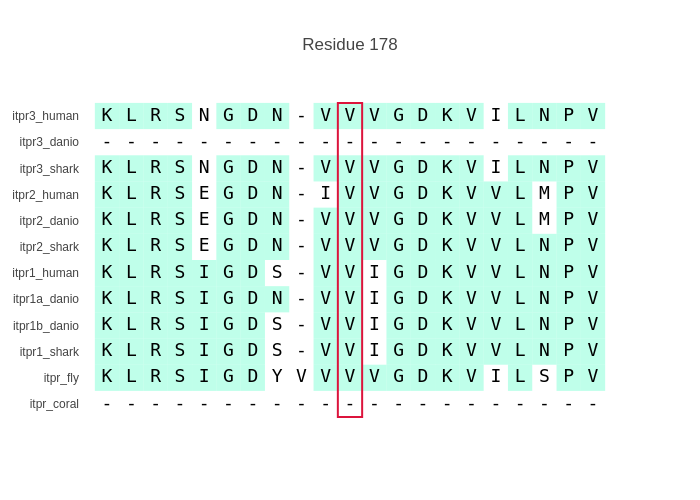 Residue 178
itpr3_human K L R S N G D N - V V V G D K V I L N P V
itpr3_danio - - - - - - - - - - - - - - - - - - - - -
itpr3_shark K L R S N G D N - V V V G D K V I L N P V
itpr2_human K L R S E G D N - I V V G D K V V L M P V
itpr2_danio K L R S E G D N - V V V G D K V V L M P V
itpr2_shark K L R S E G D N - V V V G D K V V L N P V
itpr1_human K L R S I G D S - V V I G D K V V L N P V
itpr1a_danio K L R S I G D N - V V I G D K V V L N P V
itpr1b_danio K L R S I G D S - V V I G D K V V L N P V
itpr1_shark K L R S I G D S - V V I G D K V V L N P V
itpr_fly K L R S I G D Y V V V V G D K V I L S P V
itpr_coral - - - - - - - - - - - - - - - - - - - - -